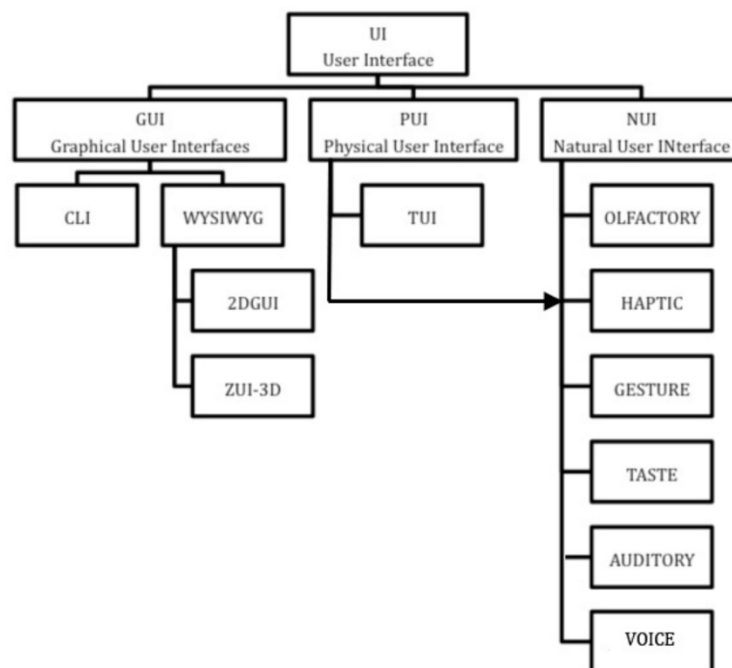 UI
User Interface
GUI
Graphical User Interfaces
PUI
Physical User Interface
NUI
Natural User INterface
CLI
WYSIWYG
TUI
OLFACTORY
2DGUI
HAPTIC
ZUI-3D
GESTURE
TASTE
AUDITORY
VOICE